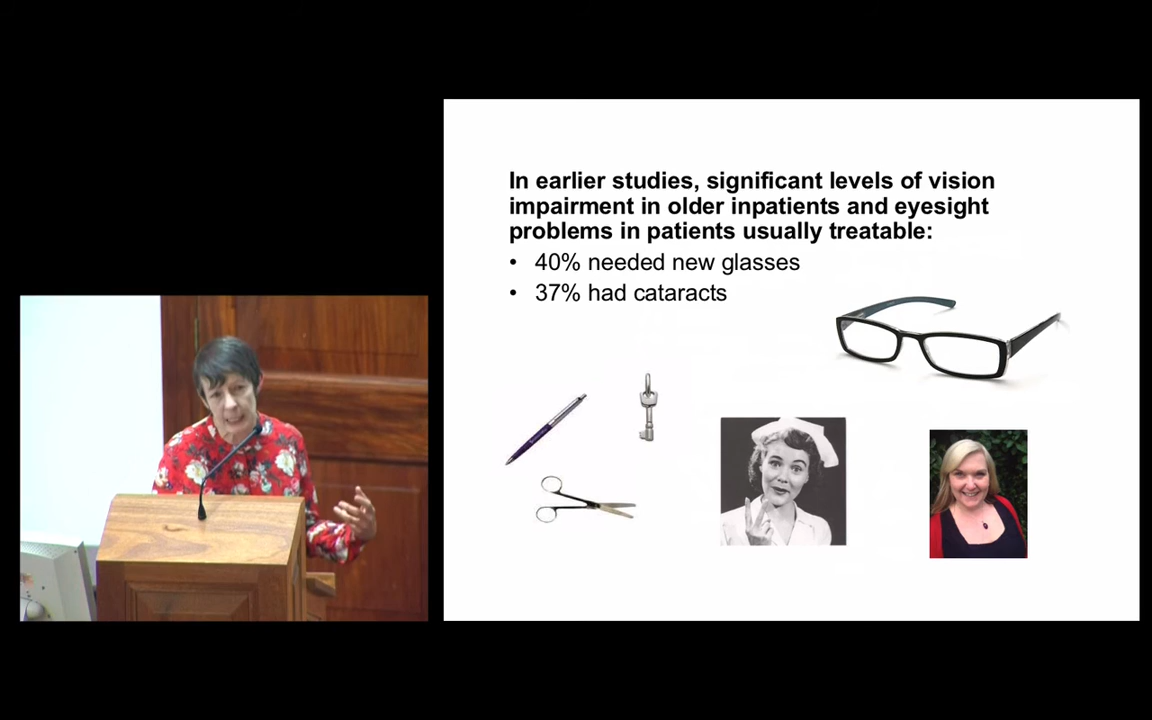 In earlier studies, significant levels of vision
impairment in older inpatients and eyesight
problems in patients usually treatable:
• 40% needed new glasses
• 37% had cataracts